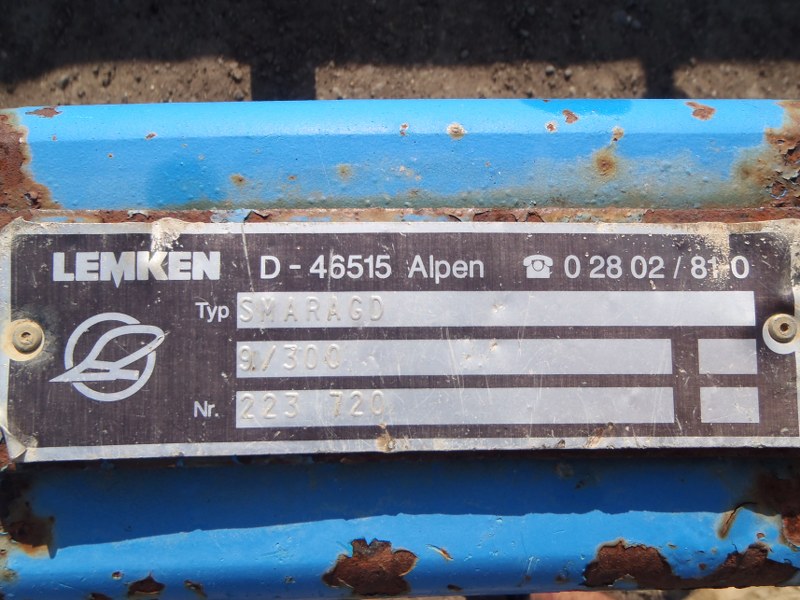 LEMKEN D - 46515 Alpen ☎ 0 28 02 / 81 0
Typ SMARAGD
9/300
Nr. 223 720